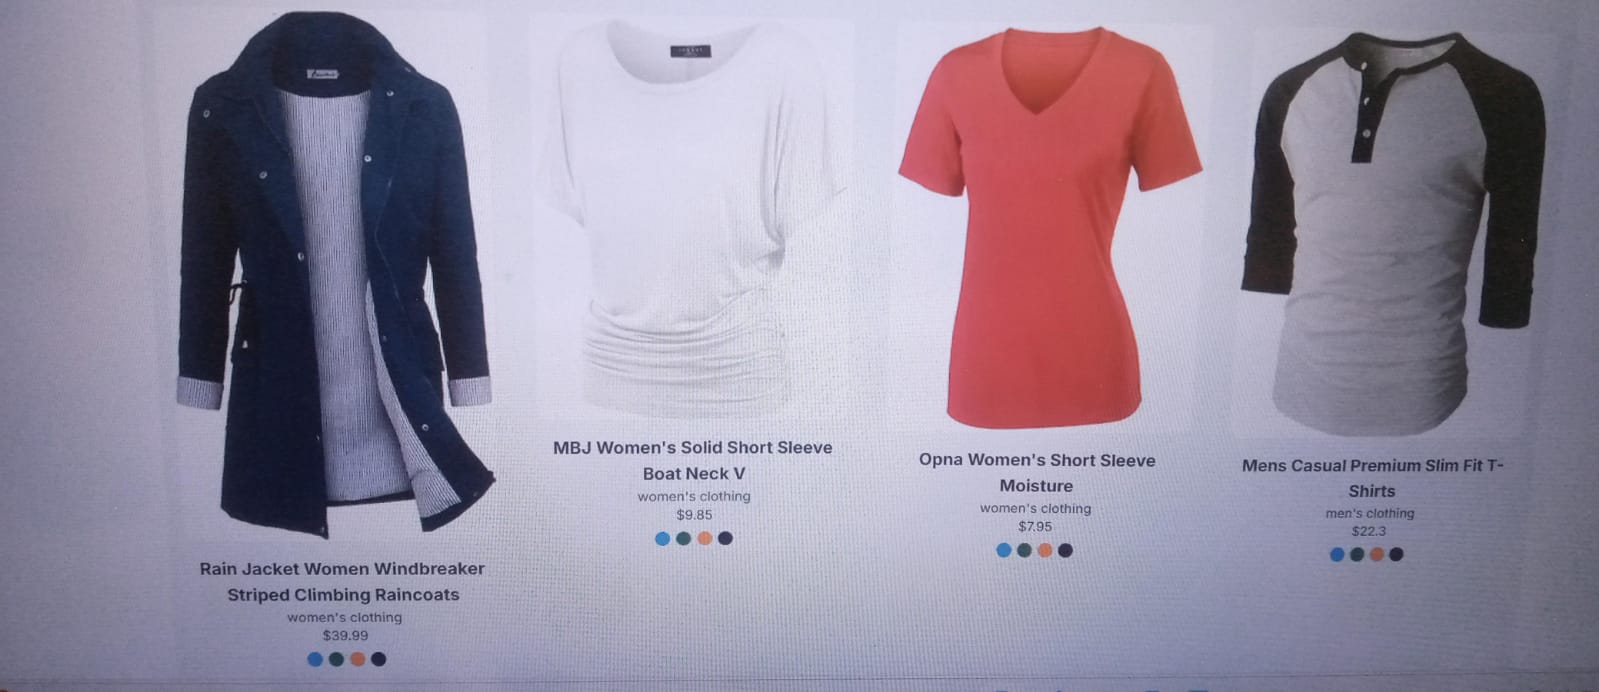 Rain Jacket Women Windbreaker
Striped Climbing Raincoats
women's clothing
$39.99
MBJ Women's Solid Short Sleeve
Boat Neck V
women's clothing
$9.85
Opna Women's Short Sleeve
Moisture
women's clothing
$7.95
Mens Casual Premium Slim Fit T-
Shirts
men's clothing
$22.3